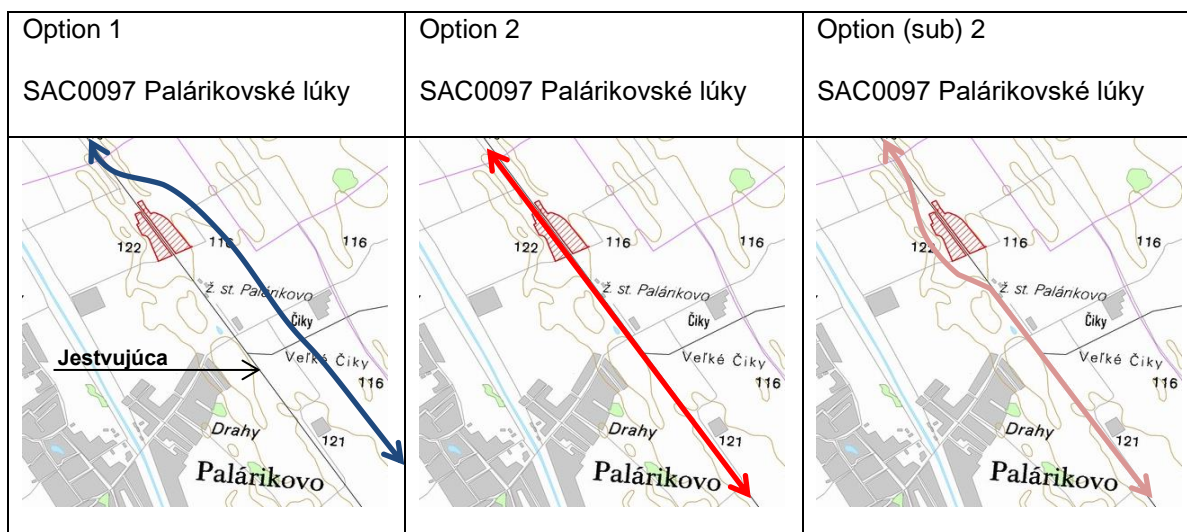 Option 1
SAC0097 Palárikovské lúky
Option 2
SAC0097 Palárikovské lúky
Option (sub) 2
SAC0097 Palárikovské lúky
122
116
ž. st. Palárikovo
Čiky
Jestvujúca
Veľké Čiky
116
Drahy
121
Palárikovo
122
116
116
ž. st. Palárikovo
Čiky
Veľké Čiky
116
Drahy
121
Palárikovo
122
116
116
ž. st. Palárikovo
Čiky
Veľké Čiky
116
Drahy
121
Palárikovo